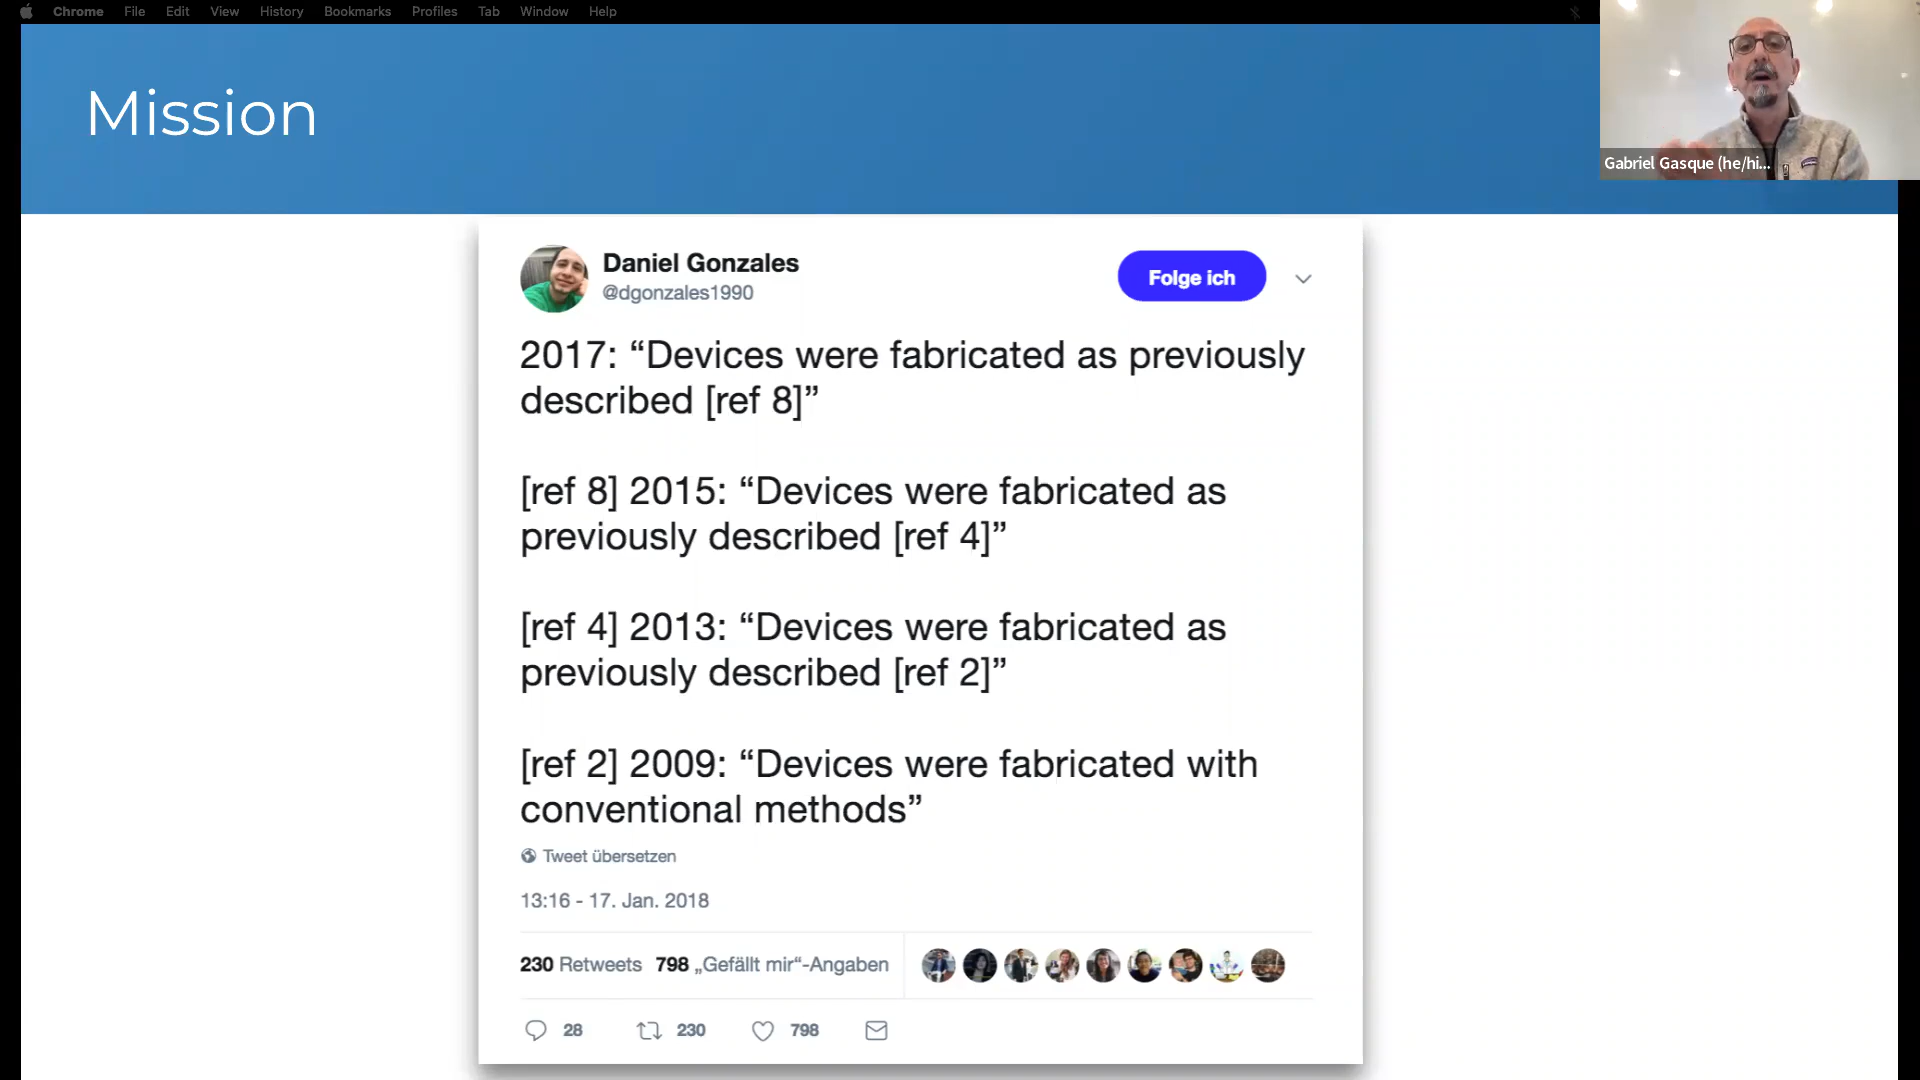 Chrome File Edit View History Bookmarks Profiles Tab Window Help
Mission
Gabriel Gasque (he/hi...
Daniel Gonzales
@dgonzales1990
Folge ich
2017: “Devices were fabricated as previously
described [ref 8]”
[ref 8] 2015: “Devices were fabricated as
previously described [ref 4]”
[ref 4] 2013: “Devices were fabricated as
previously described [ref 2]”
[ref 2] 2009: “Devices were fabricated with
conventional methods”
Tweet übersetzen
13:16 - 17. Jan. 2018
230 Retweets 798 „Gefällt mir“-Angaben
28 230 798